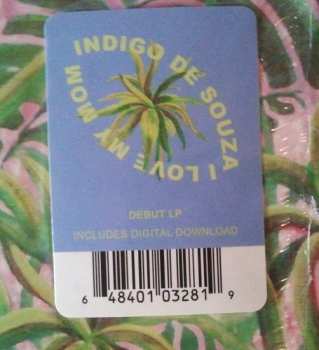 INDIGO DE SOUZA I LOVE MY MOM
DEBUT LP
INCLUDES DIGITAL DOWNLOAD
6 48401 03281 9